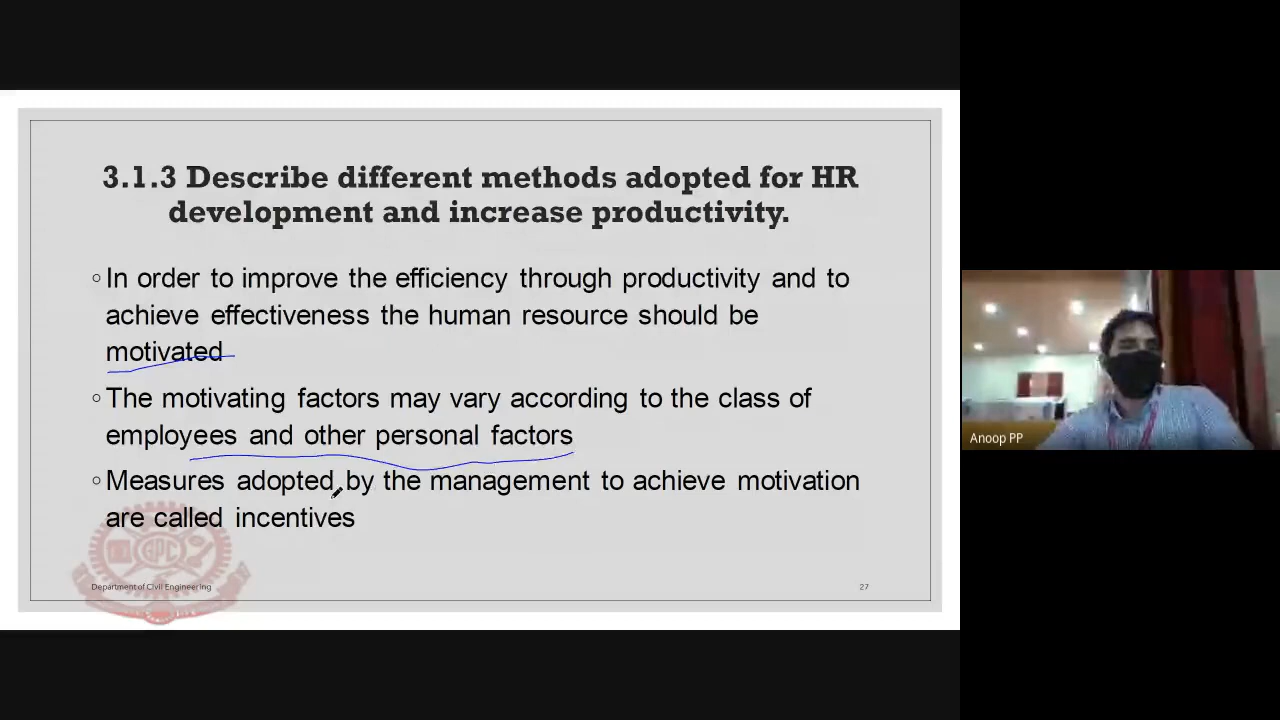 3.1.3 Describe different methods adopted for HR
development and increase productivity.
◦In order to improve the efficiency through productivity and to
achieve effectiveness the human resource should be
motivated
◦The motivating factors may vary according to the class of
employees and other personal factors
◦Measures adopted by the management to achieve motivation
are called incentives
APC
Department of Civil Engineering
27
Anoop PP